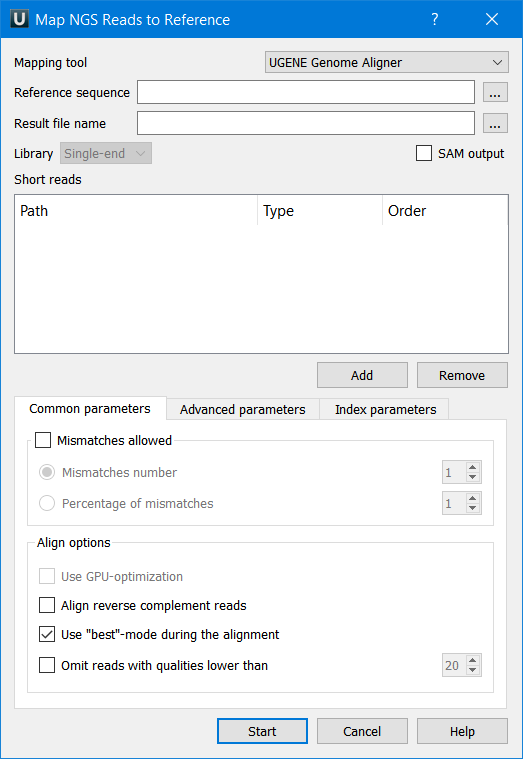 U Map NGS Reads to Reference ?
Mapping tool UGENE Genome Aligner
Reference sequence ...
Result file name ...
Library Single-end SAM output
Short reads
Path Type Order
Add Remove
Common parameters Advanced parameters Index parameters
Mismatches allowed
Mismatches number 1
Percentage of mismatches 1
Align options
Use GPU-optimization
Align reverse complement reads
Use "best"-mode during the alignment
Omit reads with qualities lower than 20
Start Cancel Help